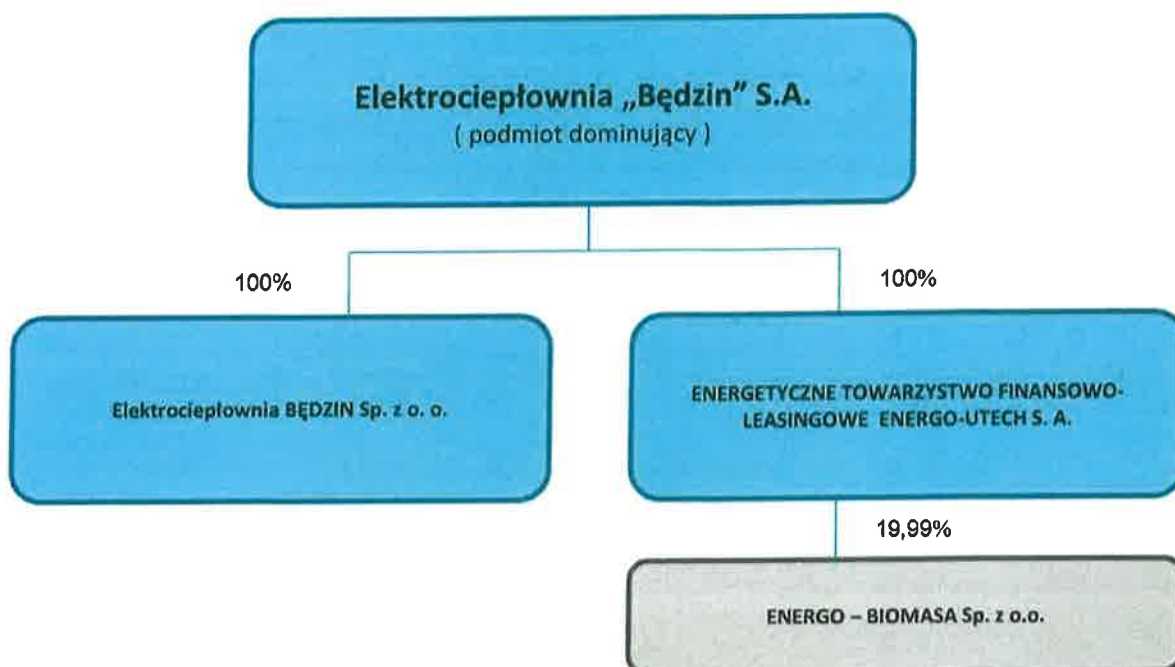 Elektrociepłownia „Będzin” S.A.
( podmiot dominujący )
100%
100%
Elektrociepłownia BĘDZIN Sp. z o. o.
ENERGETYCZNE TOWARZYSTWO FINANSOWO-
LEASINGOWE ENERGO-UTECH S. A.
19,99%
ENERGO – BIOMASA Sp. z o.o.